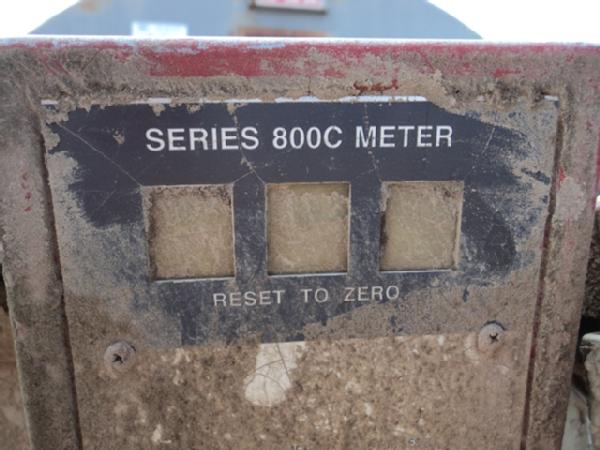 SERIES 800C METER
RESET TO ZERO